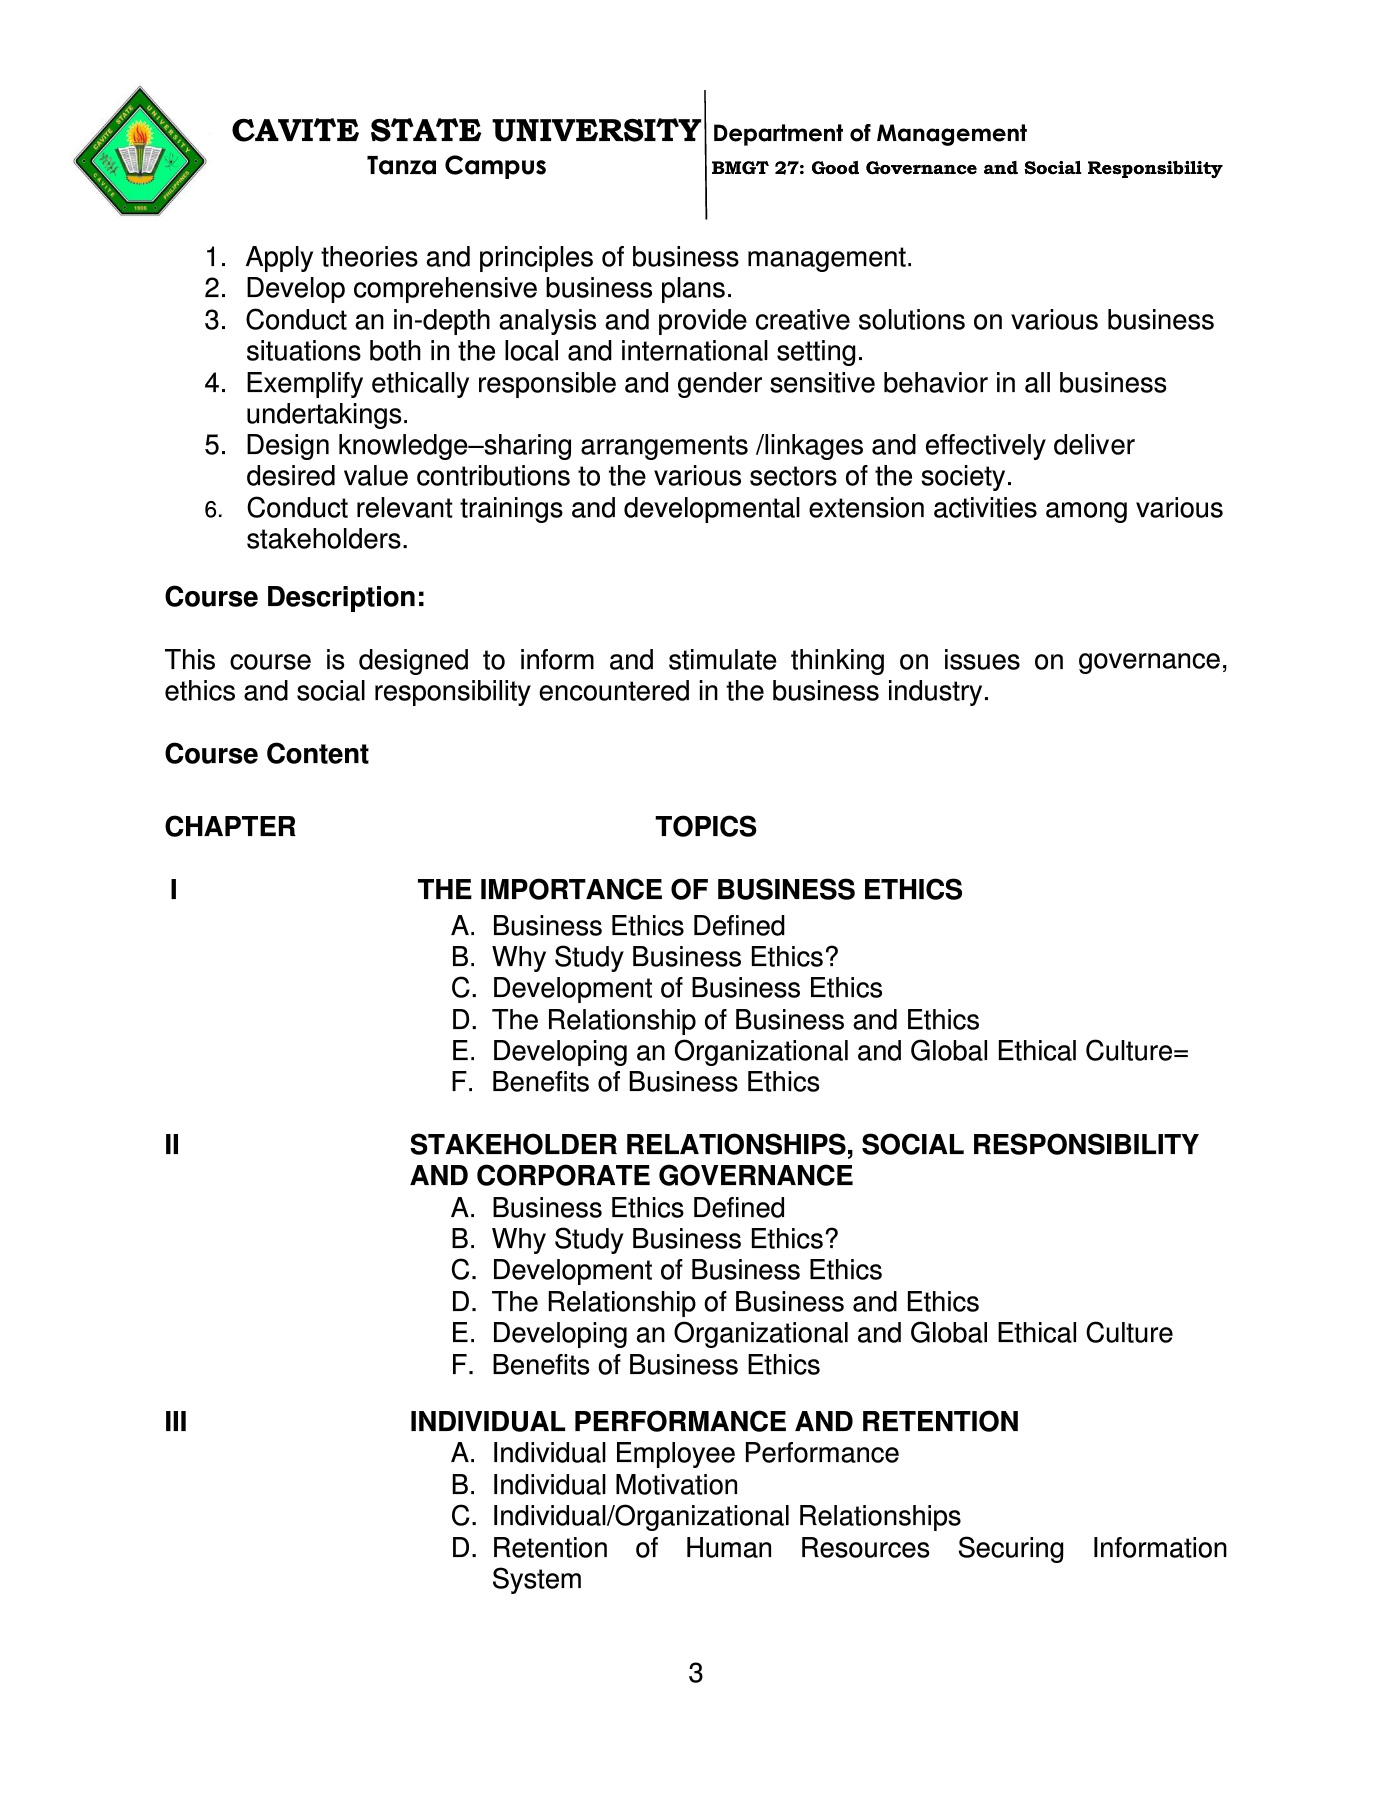 CAVITE STATE UNIVERSITY
Tanza Campus
Department of Management
BMGT 27: Good Governance and Social Responsibility
CAVITE STATE UNIVERSITY
CAVITE
PHILIPPINES
1906
1. Apply theories and principles of business management.
2. Develop comprehensive business plans.
3. Conduct an in-depth analysis and provide creative solutions on various business
situations both in the local and international setting.
4. Exemplify ethically responsible and gender sensitive behavior in all business
undertakings.
5. Design knowledge–sharing arrangements /linkages and effectively deliver
desired value contributions to the various sectors of the society.
6. Conduct relevant trainings and developmental extension activities among various
stakeholders.
Course Description:
This course is designed to inform and stimulate thinking on issues on governance,
ethics and social responsibility encountered in the business industry.
Course Content
CHAPTER TOPICS
I THE IMPORTANCE OF BUSINESS ETHICS
A. Business Ethics Defined
B. Why Study Business Ethics?
C. Development of Business Ethics
D. The Relationship of Business and Ethics
E. Developing an Organizational and Global Ethical Culture=
F. Benefits of Business Ethics
II STAKEHOLDER RELATIONSHIPS, SOCIAL RESPONSIBILITY
AND CORPORATE GOVERNANCE
A. Business Ethics Defined
B. Why Study Business Ethics?
C. Development of Business Ethics
D. The Relationship of Business and Ethics
E. Developing an Organizational and Global Ethical Culture
F. Benefits of Business Ethics
III INDIVIDUAL PERFORMANCE AND RETENTION
A. Individual Employee Performance
B. Individual Motivation
C. Individual/Organizational Relationships
D. Retention of Human Resources Securing Information
System
3